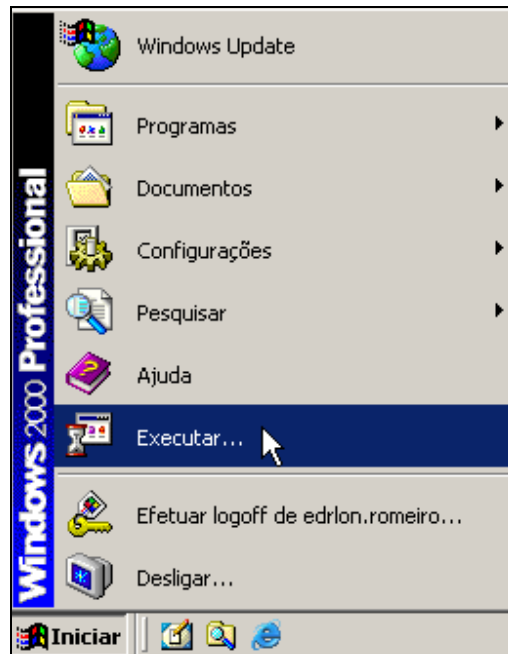 Windows Update
Programas
Documentos
Configurações
Pesquisar
Ajuda
Executar...
Efetuar logoff de edrlon.romeiro...
Desligar...
Windows 2000 Professional
Iniciar